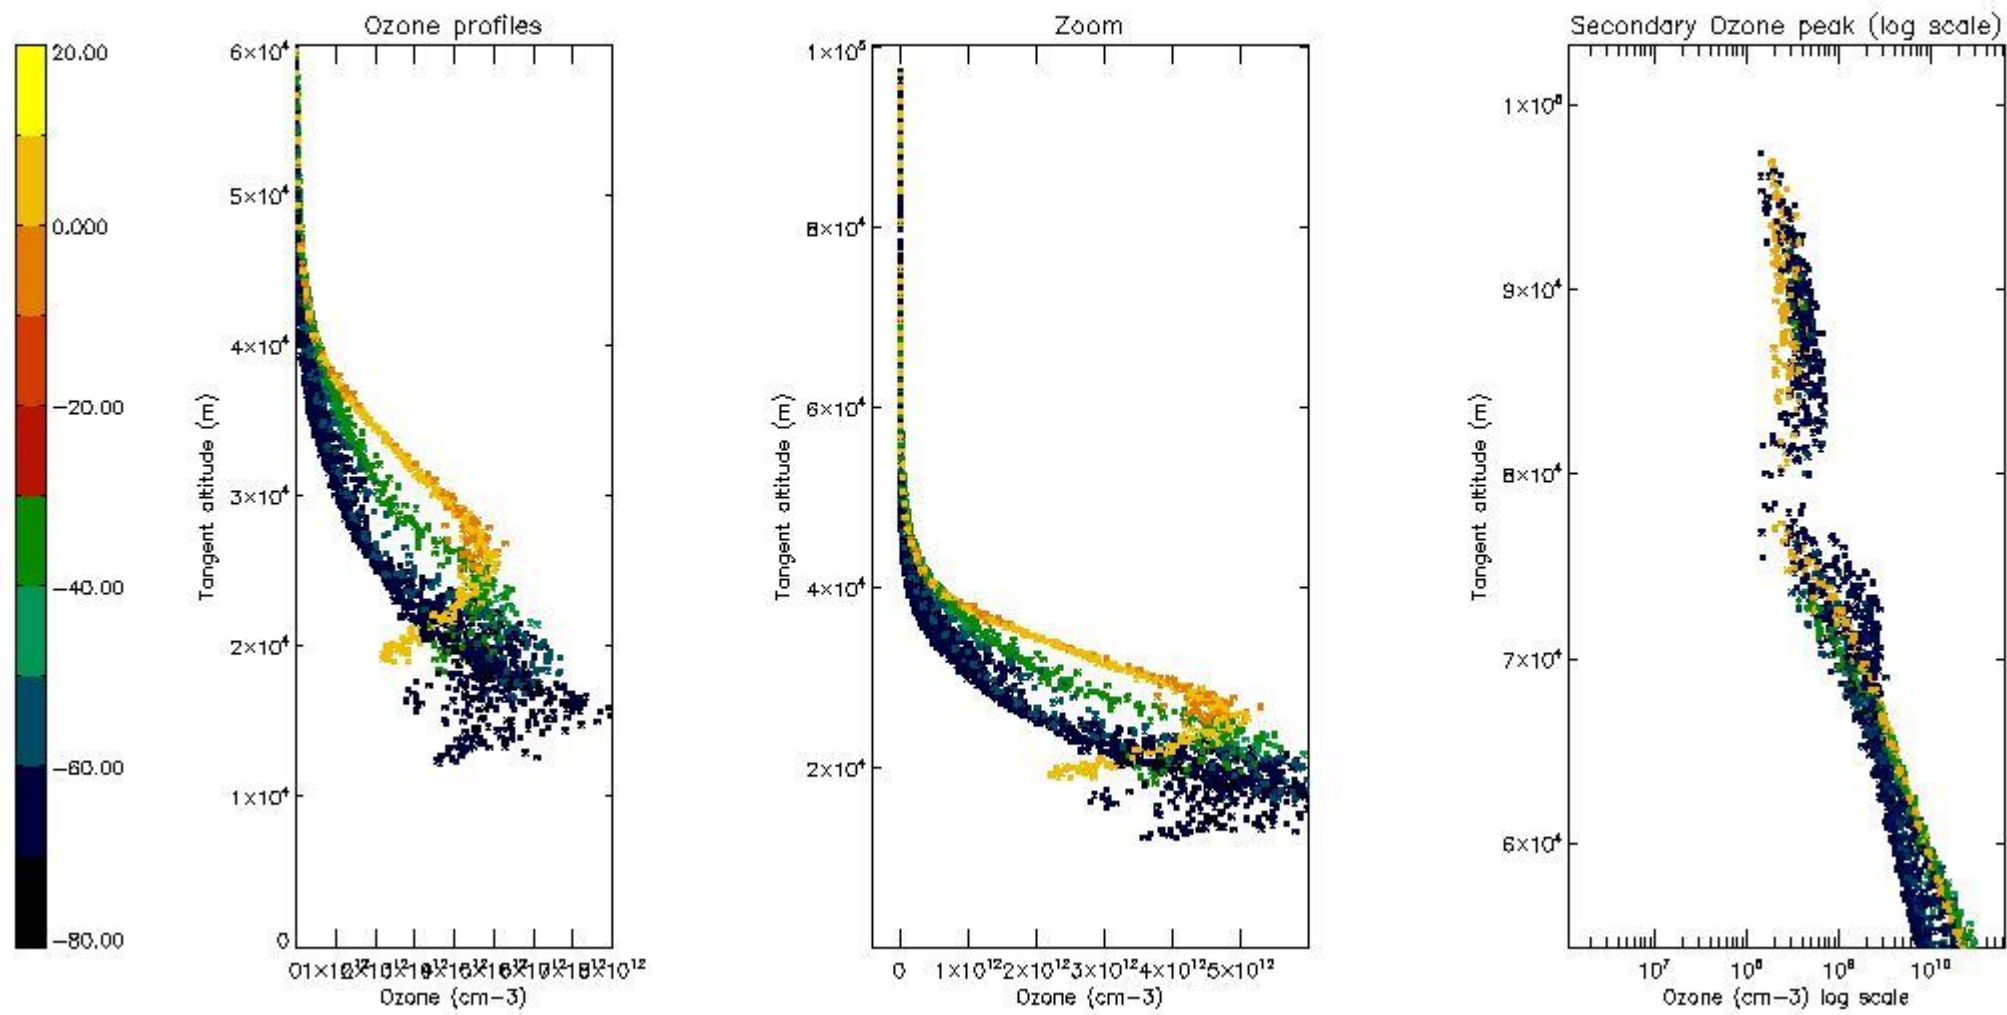 Ozone profiles
Zoom
Secondary Ozone peak (log scale)
20.00
0.000
−20.00
−40.00
−60.00
−80.00
6×10⁴
5×10⁴
4×10⁴
3×10⁴
2×10⁴
1×10⁴
0
Tangent altitude (m)
Ozone (cm−3)
1×10⁵
8×10⁴
6×10⁴
4×10⁴
2×10⁴
Tangent altitude (m)
0 1×10¹² 2×10¹² 3×10¹² 4×10¹² 5×10¹²
Ozone (cm−3)
9×10⁴
8×10⁴
7×10⁴
6×10⁴
Tangent altitude (m)
10⁷ 10¹⁰
Ozone (cm−3) log scale